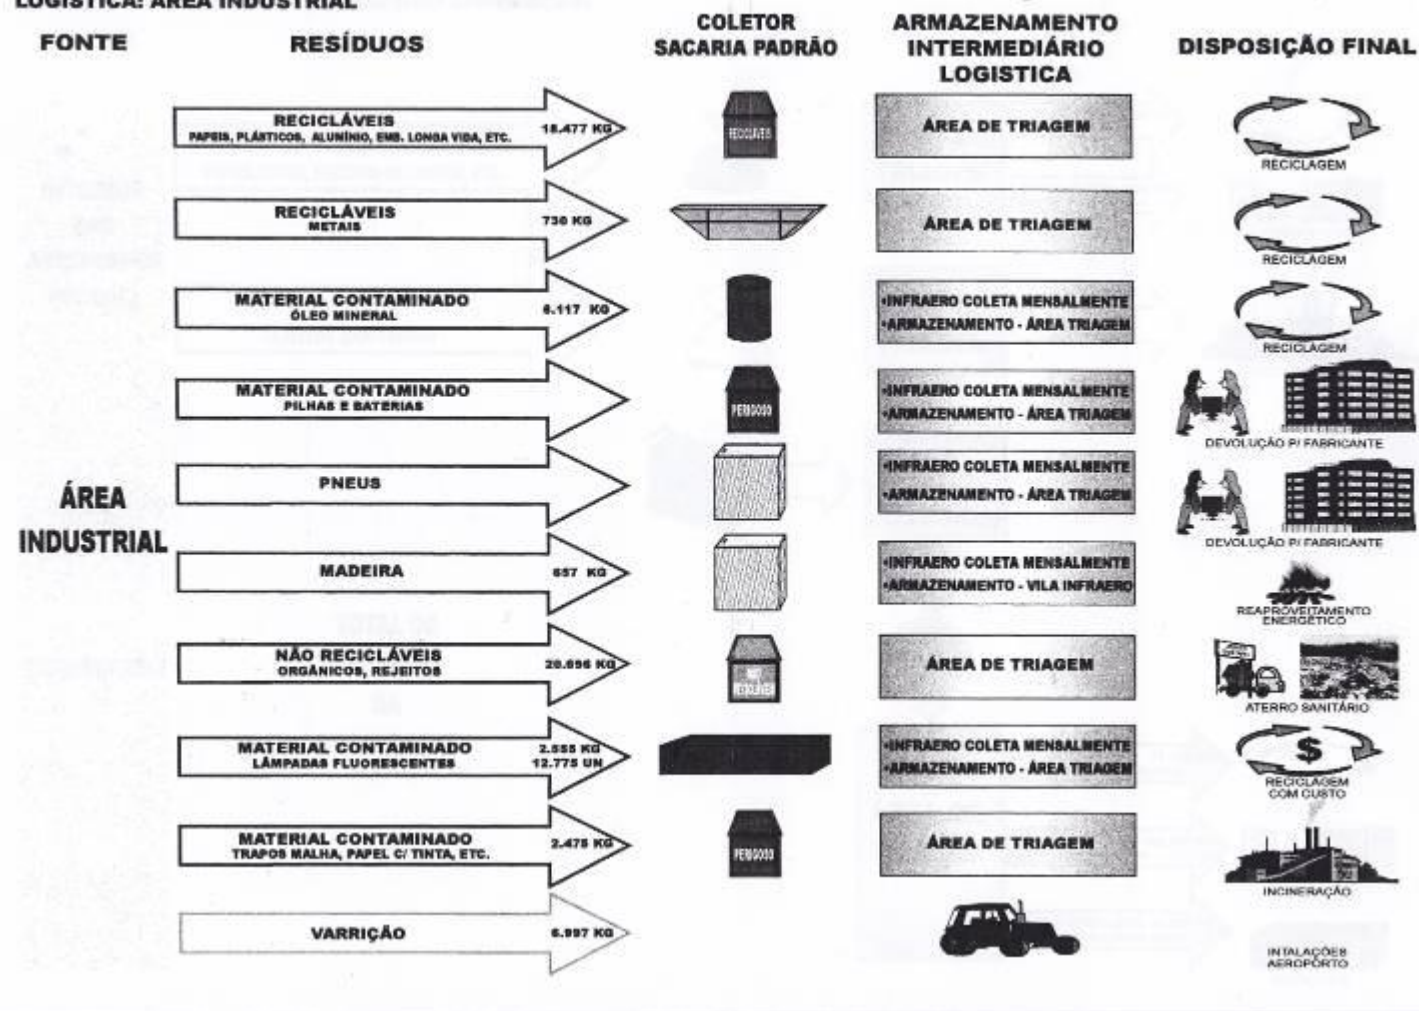 LOGÍSTICA: ÁREA INDUSTRIAL
FONTE
RESÍDUOS
COLETOR
SACARIA PADRÃO
ARMAZENAMENTO
INTERMEDIÁRIO
LOGISTICA
DISPOSIÇÃO FINAL
ÁREA
INDUSTRIAL
RECICLÁVEIS
PAPEIS, PLÁSTICOS, ALUMÍNIO, EMB. LONGA VIDA, ETC.
18.477 KG
RECICLÁVEIS
ÁREA DE TRIAGEM
RECICLAGEM
RECICLÁVEIS
METAIS
730 KG
ÁREA DE TRIAGEM
RECICLAGEM
MATERIAL CONTAMINADO
ÓLEO MINERAL
6.117 KG
•INFRAERO COLETA MENSALMENTE
•ARMAZENAMENTO - ÁREA TRIAGEM
RECICLAGEM
MATERIAL CONTAMINADO
PILHAS E BATERIAS
PERIGOSO
•INFRAERO COLETA MENSALMENTE
•ARMAZENAMENTO - ÁREA TRIAGEM
DEVOLUÇÃO P/ FABRICANTE
PNEUS
•INFRAERO COLETA MENSALMENTE
•ARMAZENAMENTO - ÁREA TRIAGEM
DEVOLUÇÃO P/ FABRICANTE
MADEIRA
657 KG
•INFRAERO COLETA MENSALMENTE
•ARMAZENAMENTO - VILA INFRAERO
REAPROVEITAMENTO
ENERGÉTICO
NÃO RECICLÁVEIS
ORGÂNICOS, REJEITOS
20.696 KG
RECICLÁVEIS
ÁREA DE TRIAGEM
ATERRO SANITÁRIO
MATERIAL CONTAMINADO
LÂMPADAS FLUORESCENTES
2.555 KG
12.775 UN
•INFRAERO COLETA MENSALMENTE
•ARMAZENAMENTO - ÁREA TRIAGEM
$
RECICLAGEM
COM CUSTO
MATERIAL CONTAMINADO
TRAPOS MALHA, PAPEL C/ TINTA, ETC.
2.475 KG
PERIGOSO
ÁREA DE TRIAGEM
INCINERAÇÃO
VARRIÇÃO
6.997 KG
INTALAÇÕES
AEROPORTO